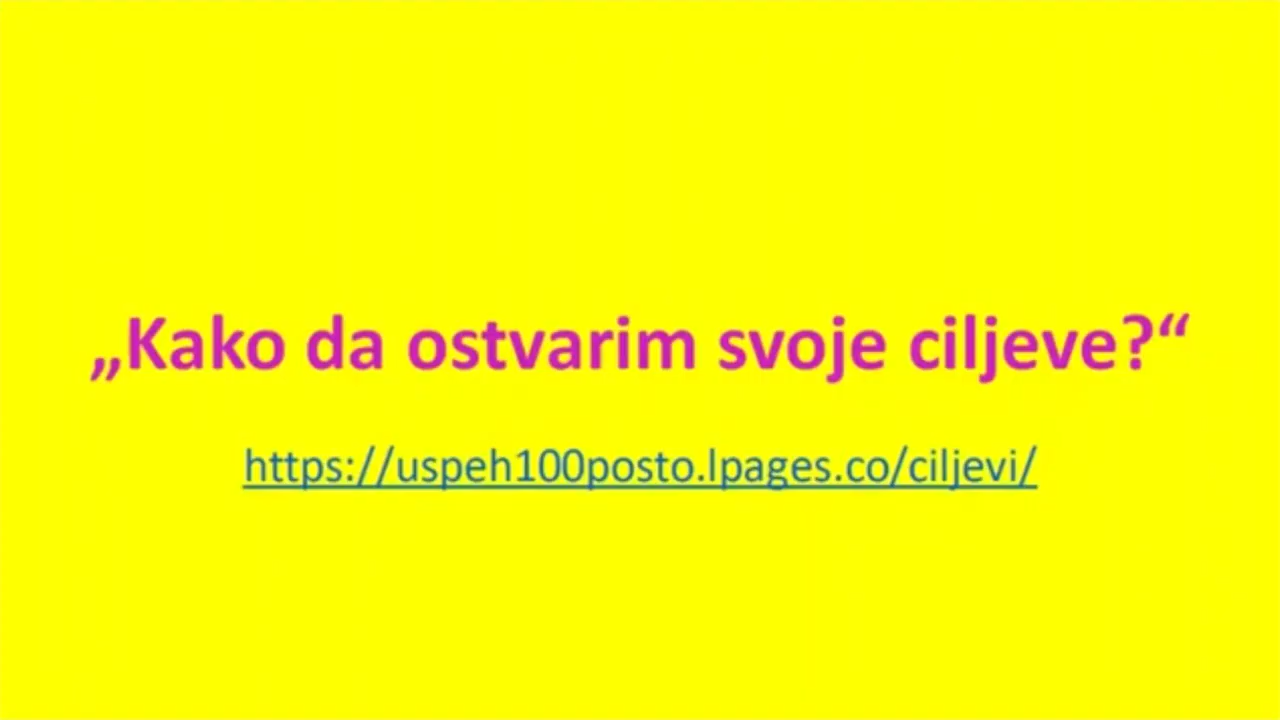 „Kako da ostvarim svoje ciljeve?“
https://uspeh100posto.lpages.co/ciljevi/